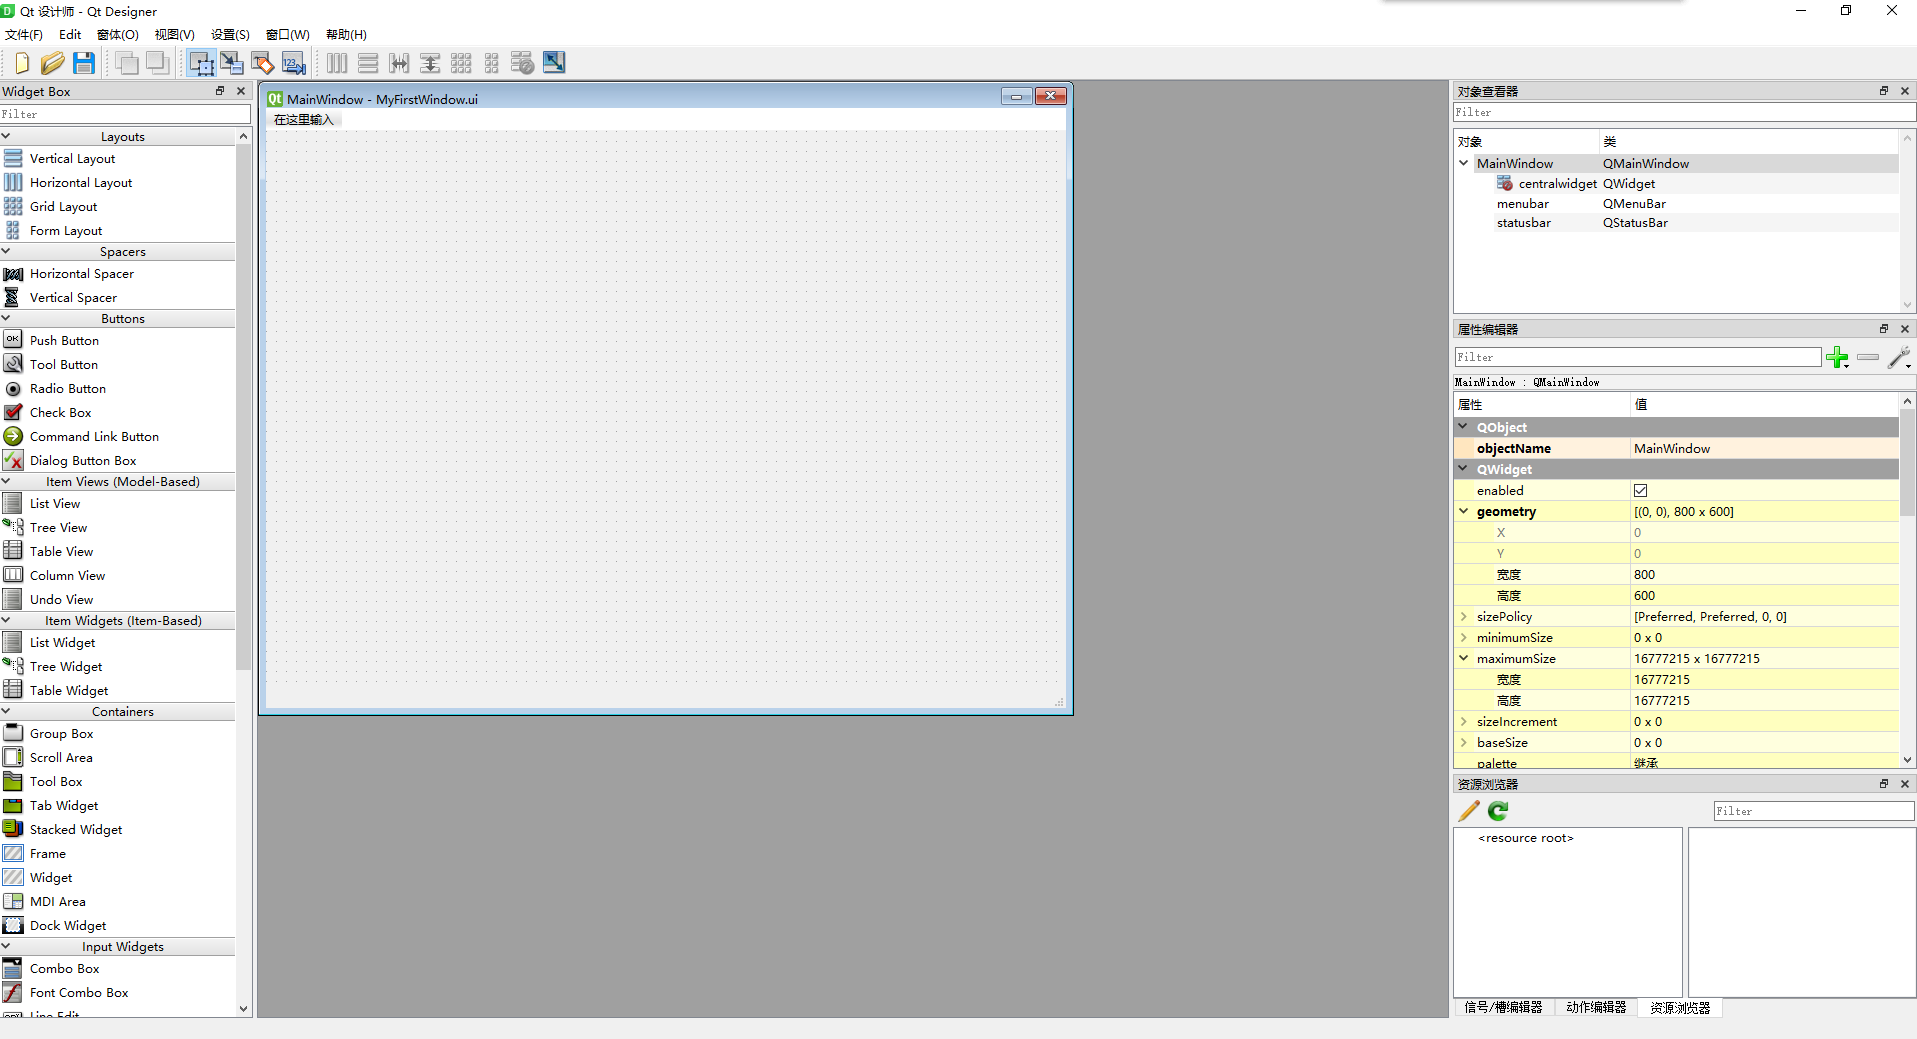 Qt 设计师 - Qt Designer
文件(F) Edit 窗体(O) 视图(V) 设置(S) 窗口(W) 帮助(H)
Widget Box
Filter
Layouts
Vertical Layout
Horizontal Layout
Grid Layout
Form Layout
Spacers
Horizontal Spacer
Vertical Spacer
Buttons
OK
Push Button
Tool Button
Radio Button
Check Box
Command Link Button
Dialog Button Box
Item Views (Model-Based)
List View
Tree View
Table View
Column View
Undo View
Item Widgets (Item-Based)
List Widget
Tree Widget
Table Widget
Containers
Group Box
Scroll Area
Tool Box
Tab Widget
Stacked Widget
Frame
Widget
MDI Area
Dock Widget
Input Widgets
Combo Box
Font Combo Box
Line Edit
MainWindow - MyFirstWindow.ui
在这里输入
对象查看器
Filter
对象 类
MainWindow QMainWindow
centralwidget QWidget
menubar QMenuBar
statusbar QStatusBar
属性编辑器
Filter
MainWindow : QMainWindow
属性 值
QObject
objectName MainWindow
QWidget
enabled
geometry [(0, 0), 800 x 600]
X 0
Y 0
宽度 800
高度 600
sizePolicy [Preferred, Preferred, 0, 0]
minimumSize 0 x 0
maximumSize 16777215 x 16777215
宽度 16777215
高度 16777215
sizeIncrement 0 x 0
baseSize 0 x 0
palette 继承
资源浏览器
Filter
<resource root>
信号/槽编辑器 动作编辑器 资源浏览器